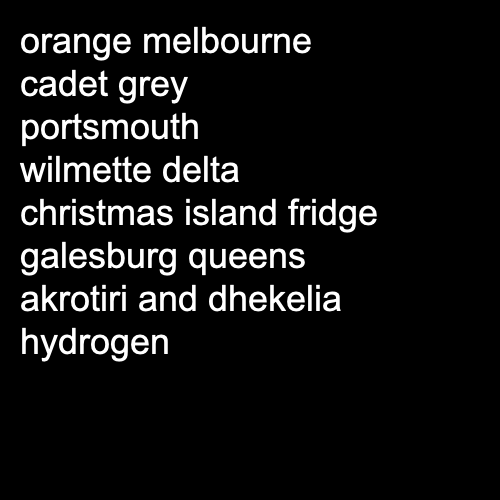 orange melbourne
cadet grey
portsmouth
wilmette delta
christmas island fridge
galesburg queens
akrotiri and dhekelia
hydrogen